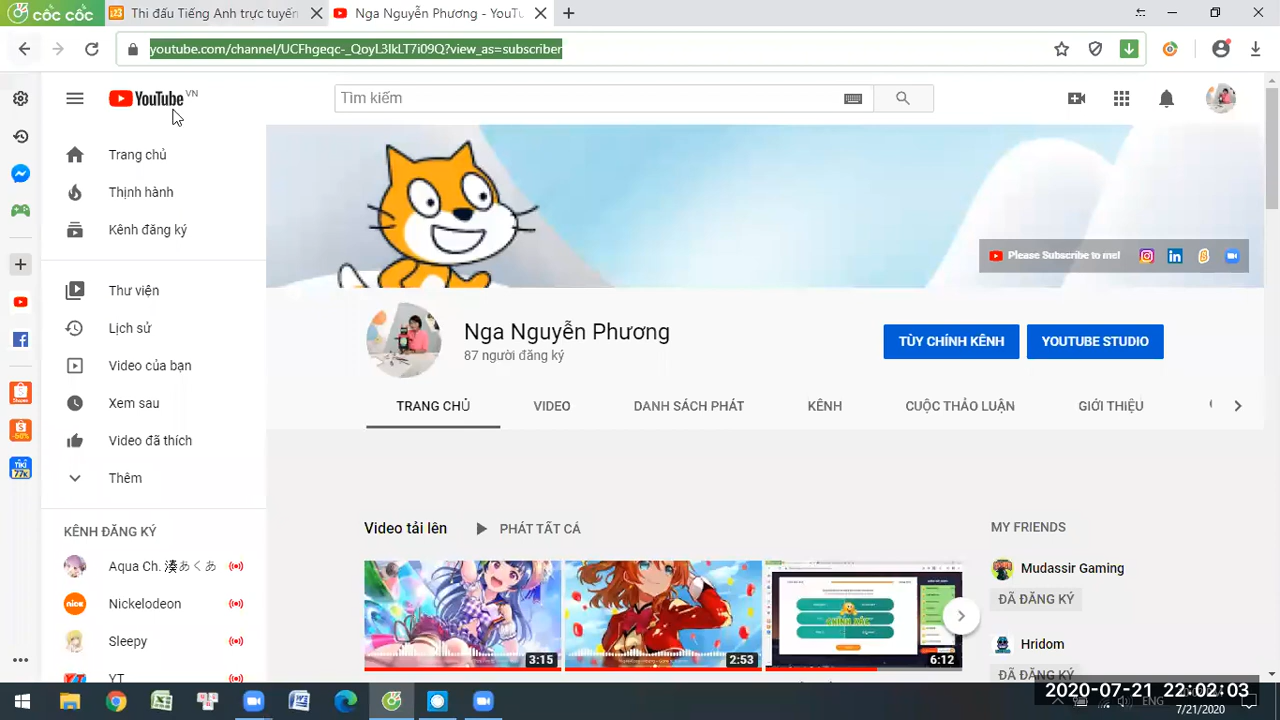 cốc cốc
123 Thi đấu Tiếng Anh trực tuyến
Nga Nguyễn Phương - YouTu
youtube.com/channel/UCFhgeqc-_QoyL3lkLT7i09Q?view_as=subscriber
YouTube VN
Tìm kiếm
Trang chủ
Thịnh hành
Kênh đăng ký
Thư viện
Lịch sử
Video của bạn
Xem sau
Video đã thích
Thêm
KÊNH ĐĂNG KÝ
Aqua Ch. 湊あくあ
Nickelodeon
Sleepy
YT
Please Subscribe to me!
Nga Nguyễn Phương
87 người đăng ký
TÙY CHỈNH KÊNH
YOUTUBE STUDIO
TRANG CHỦ
VIDEO
DANH SÁCH PHÁT
KÊNH
CUỘC THẢO LUẬN
GIỚI THIỆU
Video tải lên
PHÁT TẤT CẢ
3:15
2:53
6:12
MY FRIENDS
Mudassir Gaming
ĐÃ ĐĂNG KÝ
Hridom
ĐÃ ĐĂNG KÝ
2020-07-21 22:02:03
ENG
7/21/2020